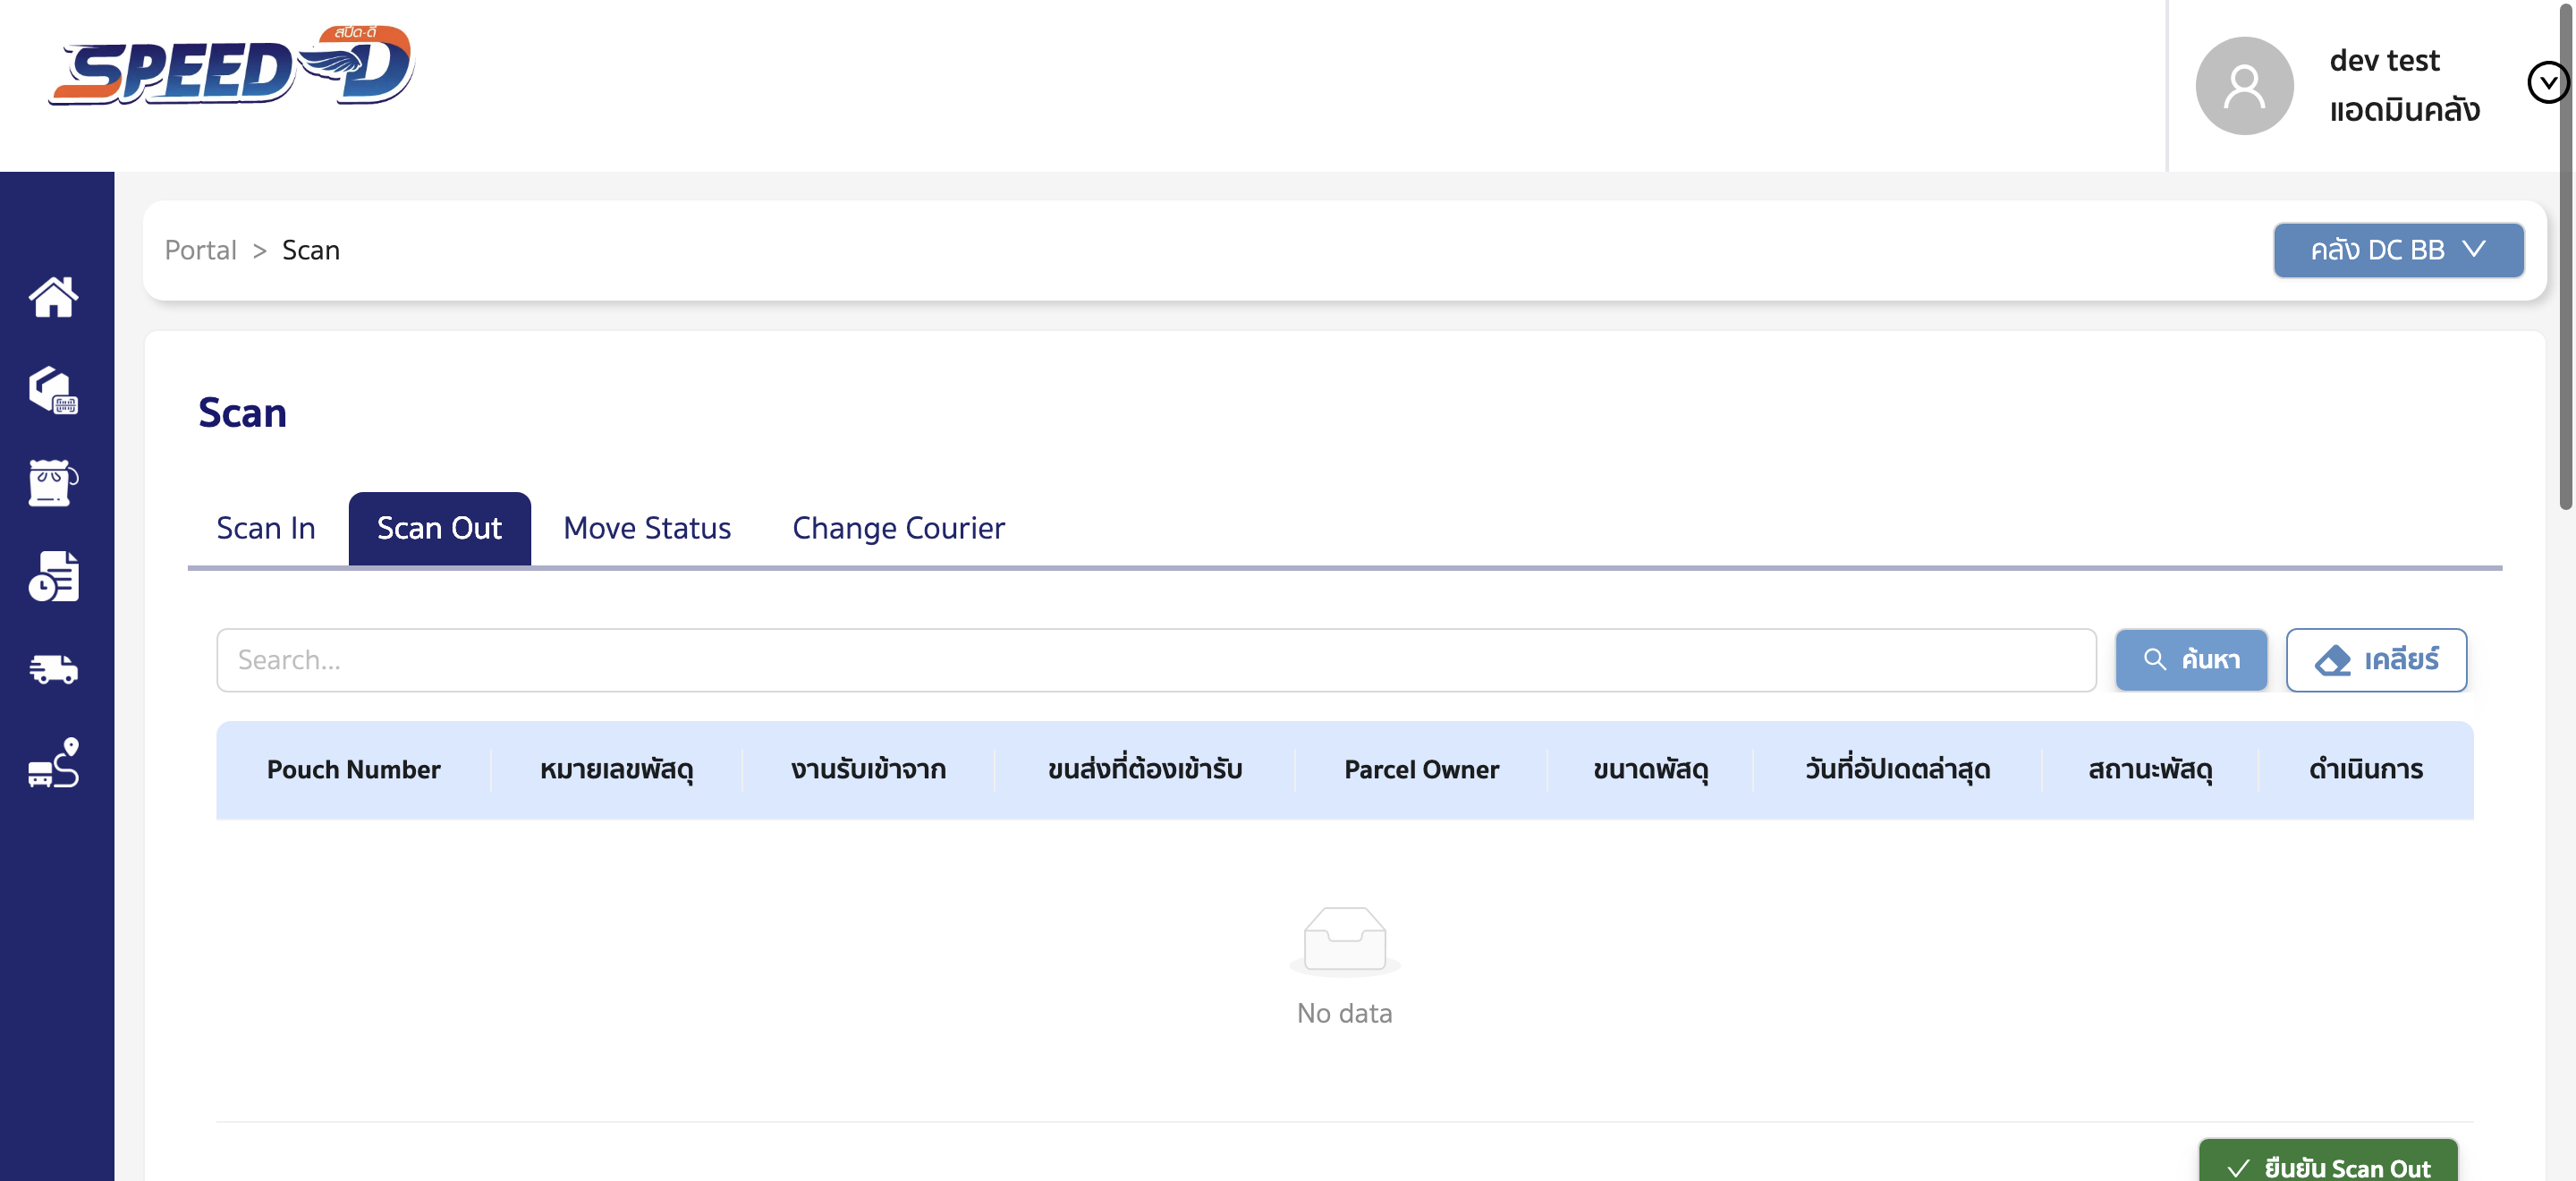 สปีด-ดี
SPEED-D
dev test
แอดมินคลัง
Portal > Scan
คลัง DC BB
Scan
Scan In
Scan Out
Move Status
Change Courier
Search...
ค้นหา
เคลียร์
Pouch Number
หมายเลขพัสดุ
งานรับเข้าจาก
ขนส่งที่ต้องเข้ารับ
Parcel Owner
ขนาดพัสดุ
วันที่อัปเดตล่าสุด
สถานะพัสดุ
ดำเนินการ
No data
ยืนยัน Scan Out